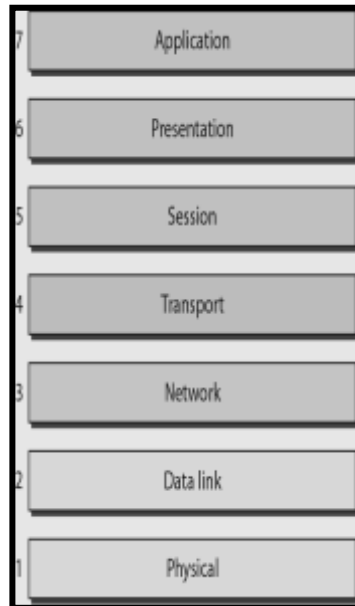 7 Application
6 Presentation
5 Session
4 Transport
3 Network
2 Data link
1 Physical